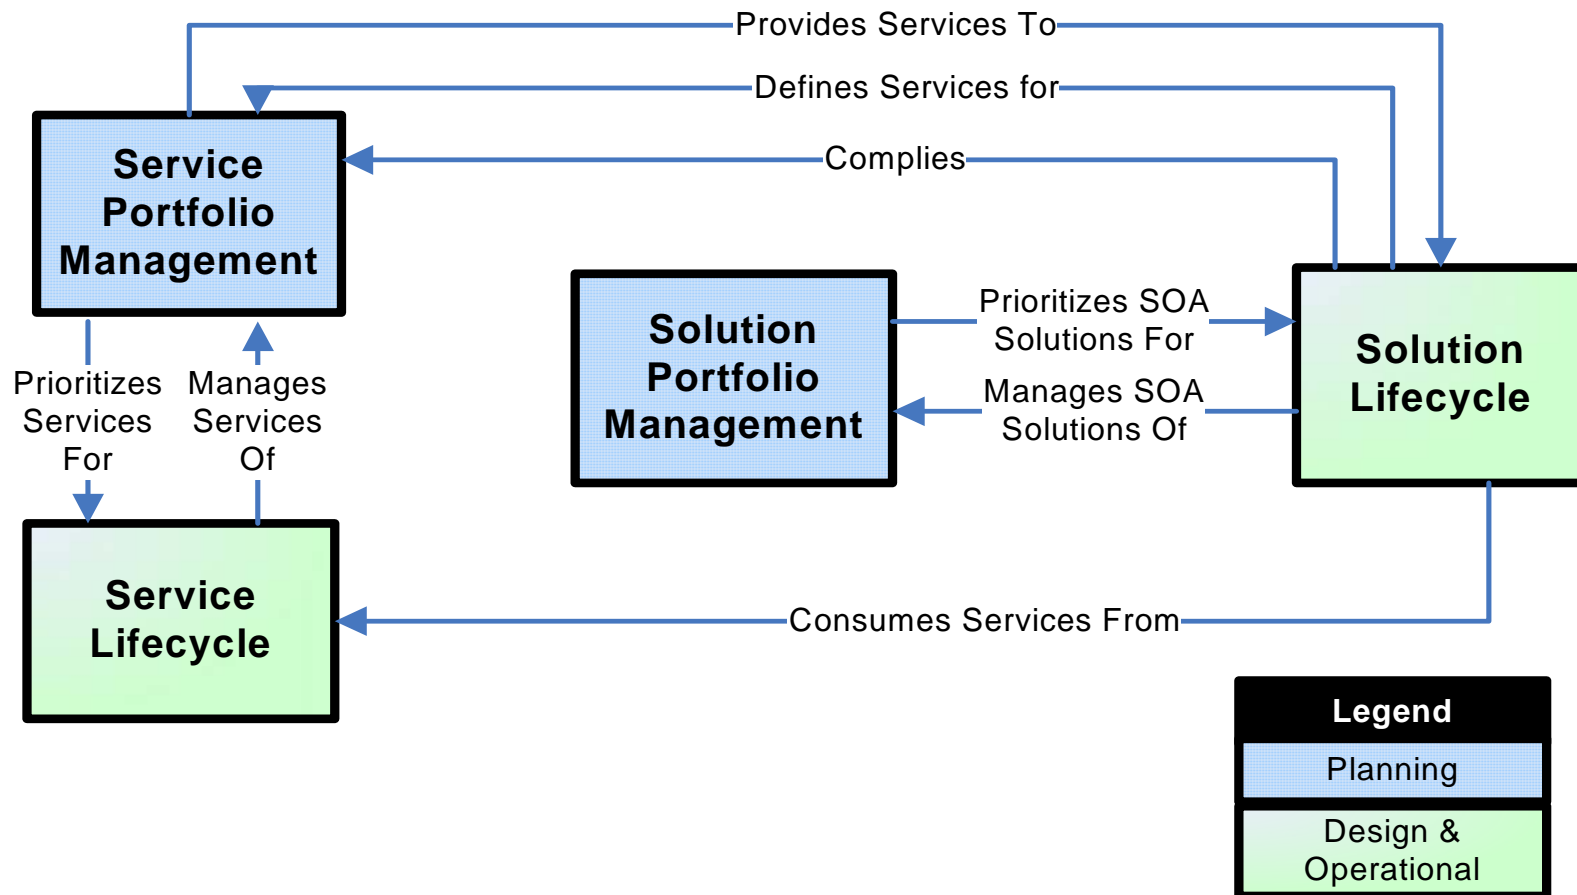 Provides Services To
Defines Services for
Complies
Service
Portfolio
Management
Solution
Portfolio
Management
Prioritizes SOA
Solutions For
Manages SOA
Solutions Of
Solution
Lifecycle
Prioritizes
Services
For
Manages
Services
Of
Service
Lifecycle
Consumes Services From
Legend
Planning
Design &
Operational